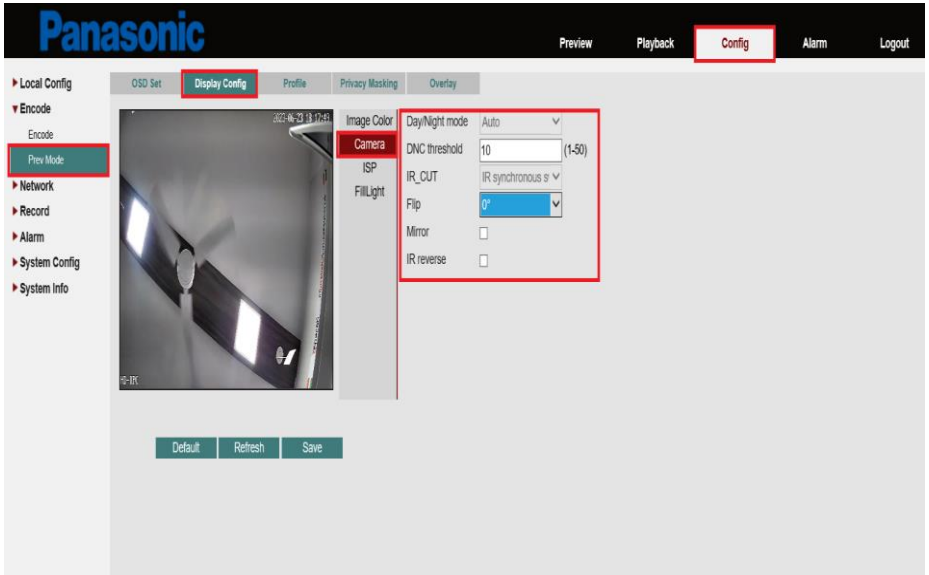 Panasonic
Preview Playback Config Alarm Logout
Local Config
Encode
Encode
Prev Mode
Network
Record
Alarm
System Config
System Info
OSD Set Display Config Profile Privacy Masking Overlay
HD-IPC
Image Color
Camera
ISP
FillLight
Day/Night mode Auto
DNC threshold 10 (1-50)
IR_CUT IR synchronous s
Flip 0°
Mirror
IR reverse
Default Refresh Save